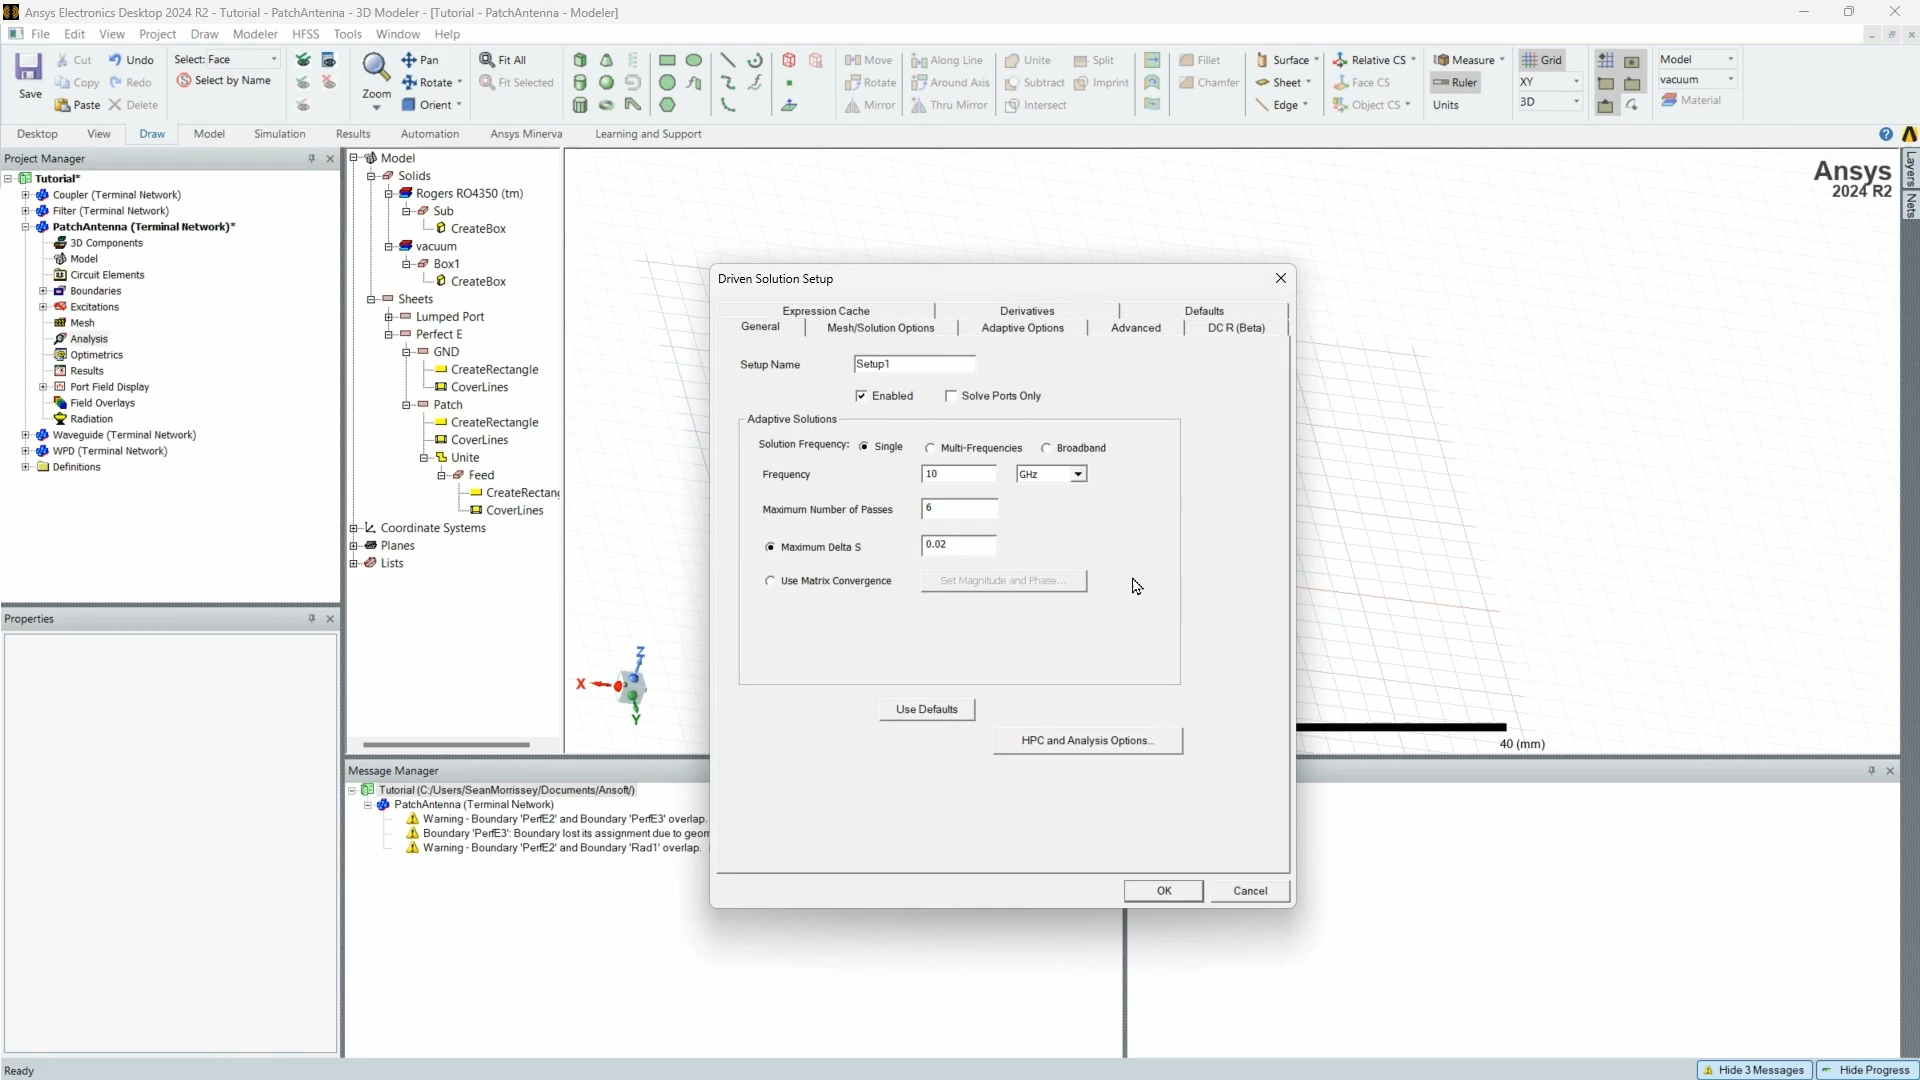 Ansys Electronics Desktop 2024 R2 - Tutorial - PatchAntenna - 3D Modeler - [Tutorial - PatchAntenna - Modeler]
File Edit View Project Draw Modeler HFSS Tools Window Help
Save
Cut
Copy
Paste
Undo
Redo
Delete
Select: Face
Select by Name
Zoom
Pan
Rotate
Orient
Fit All
Fit Selected
Move
Rotate
Mirror
Along Line
Around Axis
Thru Mirror
Unite
Subtract
Intersect
Split
Imprint
Fillet
Chamfer
Surface
Sheet
Edge
Relative CS
Face CS
Object CS
Measure
Ruler
Units
Grid
XY
3D
Model
vacuum
Material
Desktop View Draw Model Simulation Results Automation Ansys Minerva Learning and Support
Project Manager
Tutorial*
Coupler (Terminal Network)
Filter (Terminal Network)
PatchAntenna (Terminal Network)*
3D Components
Model
Circuit Elements
Boundaries
Excitations
Mesh
Analysis
Optimetrics
Results
Port Field Display
Field Overlays
Radiation
Waveguide (Terminal Network)
WPD (Terminal Network)
Definitions
Properties
Model
Solids
Rogers RO4350 (tm)
Sub
CreateBox
vacuum
Box1
CreateBox
Sheets
Lumped Port
Perfect E
GND
CreateRectangle
CoverLines
Patch
CreateRectangle
CoverLines
Unite
Feed
CreateRectang
CoverLines
Coordinate Systems
Planes
Lists
Z
X
Y
Ansys
2024 R2
Layers
Nets
40 (mm)
Driven Solution Setup
Expression Cache Derivatives Defaults
General Mesh/Solution Options Adaptive Options Advanced DC R (Beta)
Setup Name Setup1
Enabled Solve Ports Only
Adaptive Solutions
Solution Frequency: Single Multi-Frequencies Broadband
Frequency 10 GHz
Maximum Number of Passes 6
Maximum Delta S 0.02
Use Matrix Convergence Set Magnitude and Phase...
Use Defaults
HPC and Analysis Options...
OK Cancel
Message Manager
Tutorial (C:/Users/SeanMorrissey/Documents/Ansoft/)
PatchAntenna (Terminal Network)
Warning - Boundary 'PerfE2' and Boundary 'PerfE3' overlap.
Boundary 'PerfE3': Boundary lost its assignment due to geom
Warning - Boundary 'PerfE2' and Boundary 'Rad1' overlap.
Ready
Hide 3 Messages Hide Progress